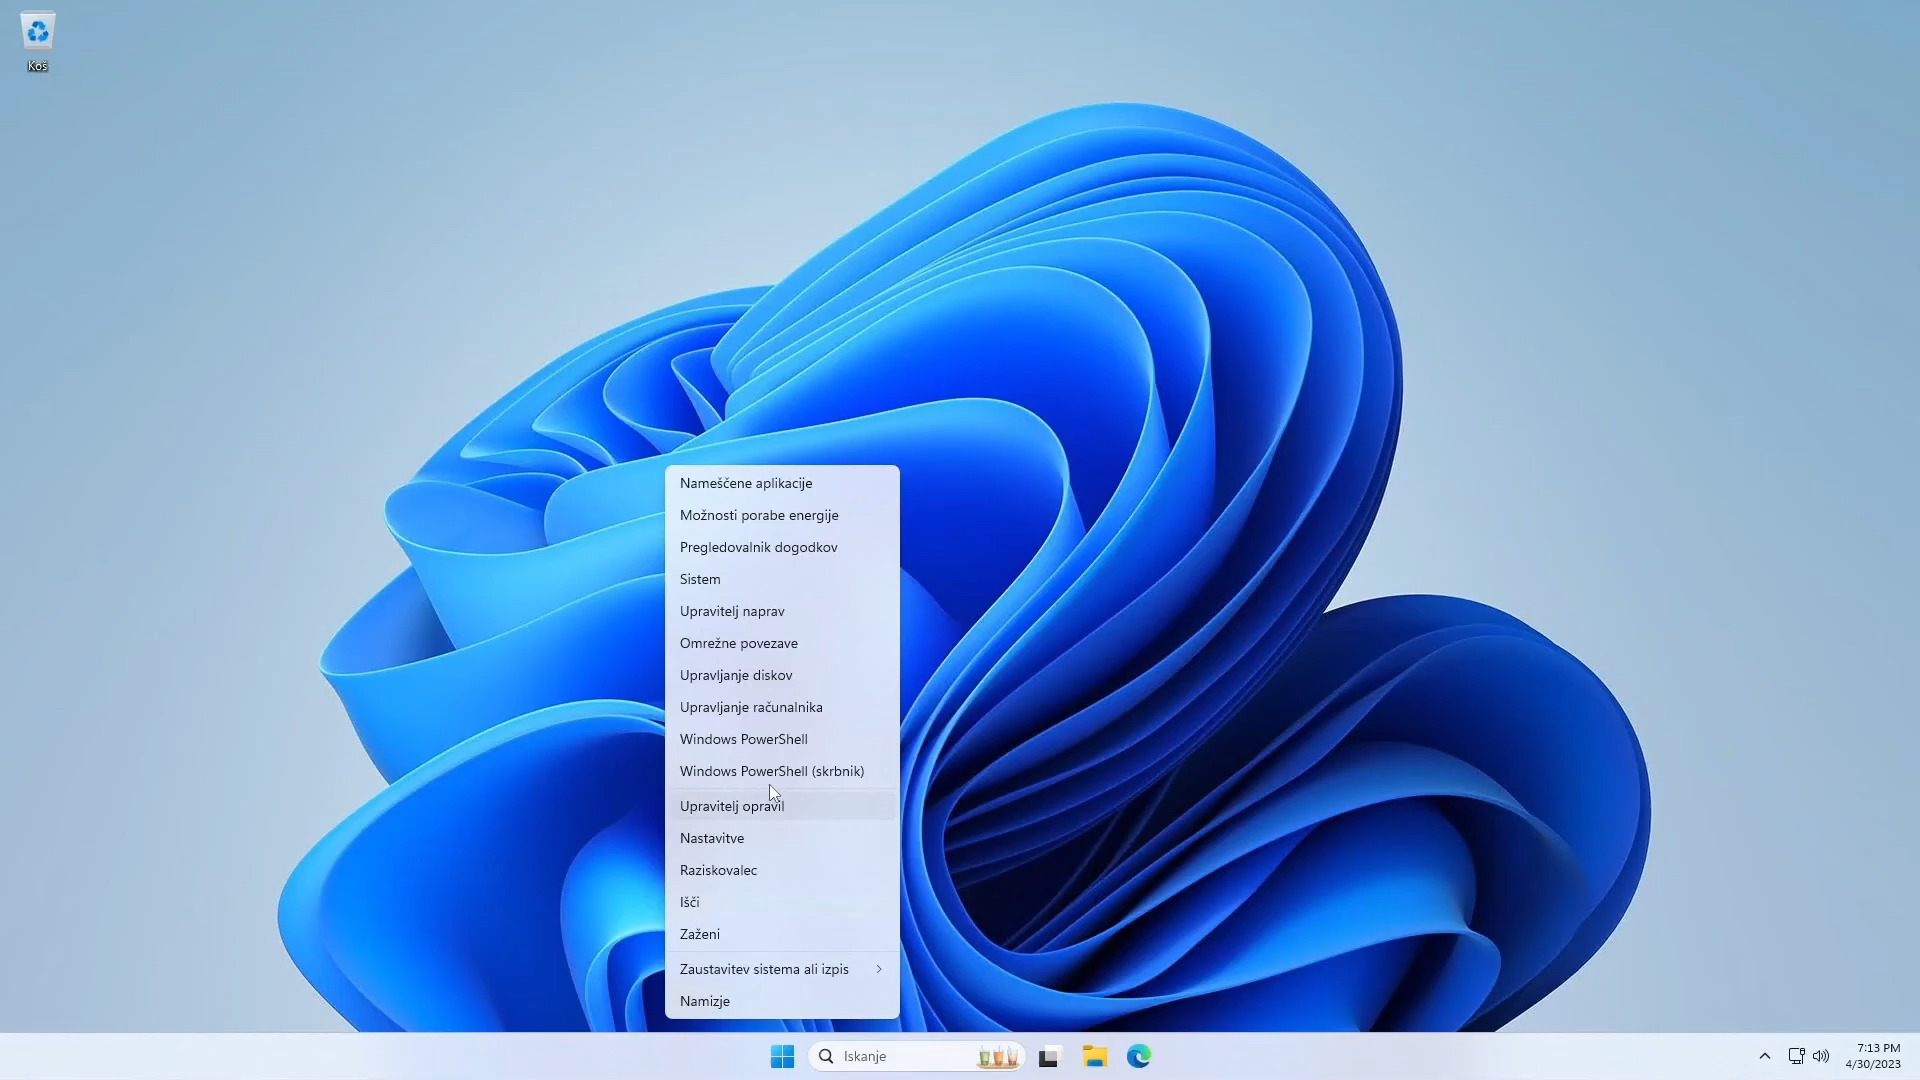 Koš
Nameščene aplikacije
Možnosti porabe energije
Pregledovalnik dogodkov
Sistem
Upravitelj naprav
Omrežne povezave
Upravljanje diskov
Upravljanje računalnika
Windows PowerShell
Windows PowerShell (skrbnik)
Upravitelj opravil
Nastavitve
Raziskovalec
Išči
Zaženi
Zaustavitev sistema ali izpis
Namizje
Iskanje
7:13 PM
4/30/2023